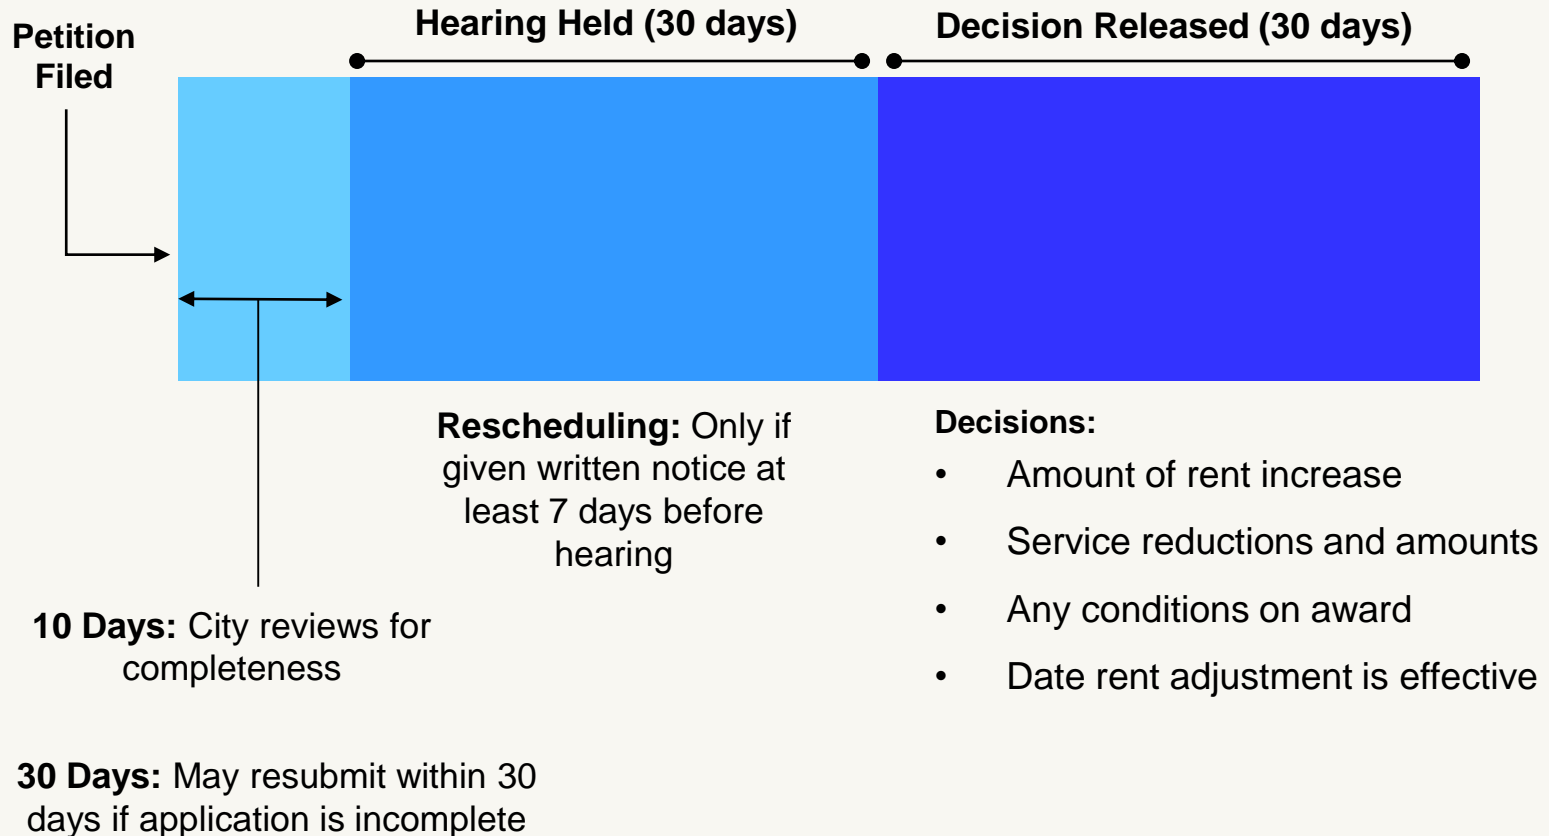 Petition
Filed
Hearing Held (30 days)
Decision Released (30 days)
Rescheduling: Only if
given written notice at
least 7 days before
hearing
Decisions:
• Amount of rent increase
• Service reductions and amounts
• Any conditions on award
• Date rent adjustment is effective
10 Days: City reviews for
completeness
30 Days: May resubmit within 30
days if application is incomplete